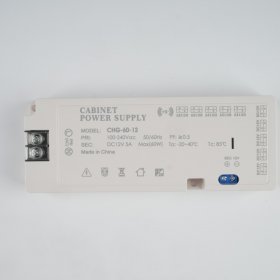 CABINET
POWER SUPPLY
MODEL: CHG-60-12
PRI: 100-240Vac 50/60Hz PF: ≥0.5
SEC: DC12V 5A Max(60W) Ta: -20~40°C Tc: 85°C
Made In China